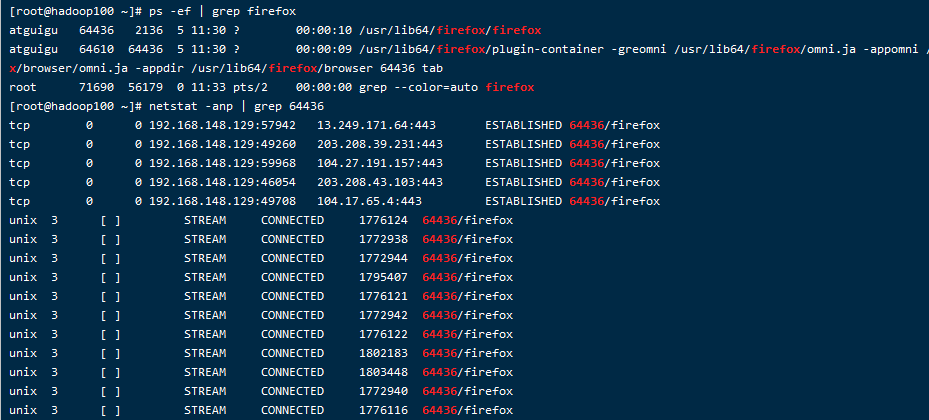 [root@hadoop100 ~]# ps -ef | grep firefox
atguigu   64436   2136  5 11:30 ?        00:00:10 /usr/lib64/firefox/firefox
atguigu   64610  64436  5 11:30 ?        00:00:09 /usr/lib64/firefox/plugin-container -greomni /usr/lib64/firefox/omni.ja -appomni /
x/browser/omni.ja -appdir /usr/lib64/firefox/browser 64436 tab
root      71690  56179  0 11:33 pts/2    00:00:00 grep --color=auto firefox
[root@hadoop100 ~]# netstat -anp | grep 64436
tcp        0      0 192.168.148.129:57942   13.249.171.64:443       ESTABLISHED 64436/firefox
tcp        0      0 192.168.148.129:49260   203.208.39.231:443      ESTABLISHED 64436/firefox
tcp        0      0 192.168.148.129:59968   104.27.191.157:443      ESTABLISHED 64436/firefox
tcp        0      0 192.168.148.129:46054   203.208.43.103:443      ESTABLISHED 64436/firefox
tcp        0      0 192.168.148.129:49708   104.17.65.4:443         ESTABLISHED 64436/firefox
unix  3      [ ]         STREAM     CONNECTED     1776124  64436/firefox
unix  3      [ ]         STREAM     CONNECTED     1772938  64436/firefox
unix  3      [ ]         STREAM     CONNECTED     1772944  64436/firefox
unix  3      [ ]         STREAM     CONNECTED     1795407  64436/firefox
unix  3      [ ]         STREAM     CONNECTED     1776121  64436/firefox
unix  3      [ ]         STREAM     CONNECTED     1772942  64436/firefox
unix  3      [ ]         STREAM     CONNECTED     1776122  64436/firefox
unix  3      [ ]         STREAM     CONNECTED     1802183  64436/firefox
unix  3      [ ]         STREAM     CONNECTED     1803448  64436/firefox
unix  3      [ ]         STREAM     CONNECTED     1772940  64436/firefox
unix  3      [ ]         STREAM     CONNECTED     1776116  64436/firefox